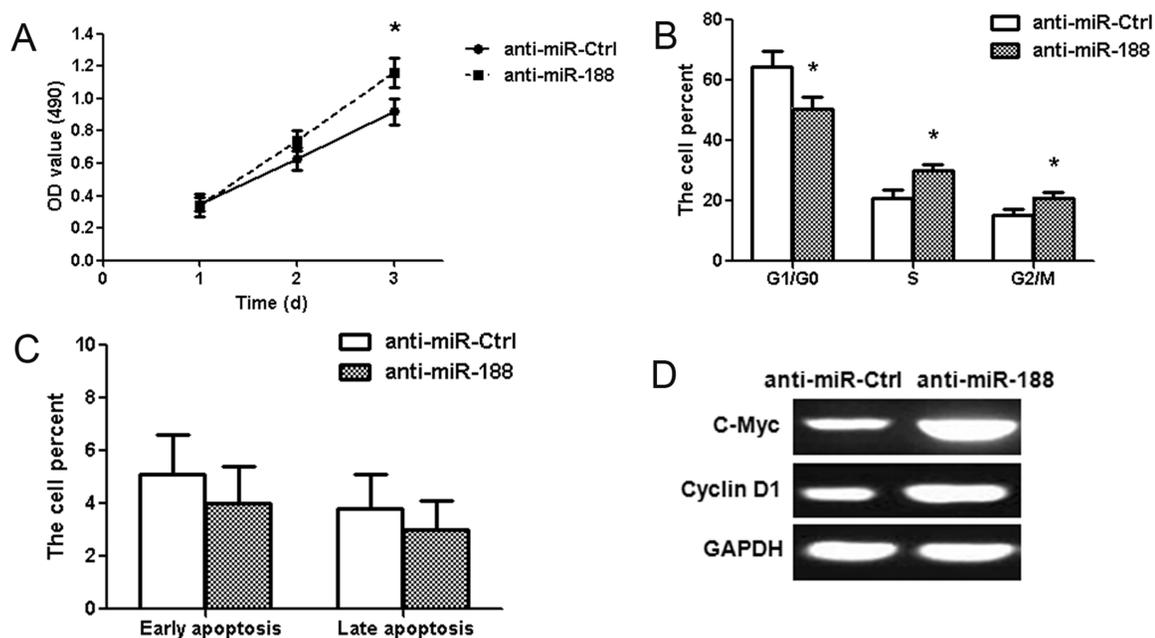 A
OD value (490)
1.4
1.2
1.0
0.8
0.6
0.4
0.2
0.0
0 1 2 3
Time (d)
*
anti-miR-Ctrl
anti-miR-188
B
The cell percent
80
60
40
20
0
G1/G0 S G2/M
* * *
anti-miR-Ctrl
anti-miR-188
C
The cell percent
10
8
6
4
2
0
Early apoptosis Late apoptosis
anti-miR-Ctrl
anti-miR-188
D
anti-miR-Ctrl anti-miR-188
C-Myc
Cyclin D1
GAPDH